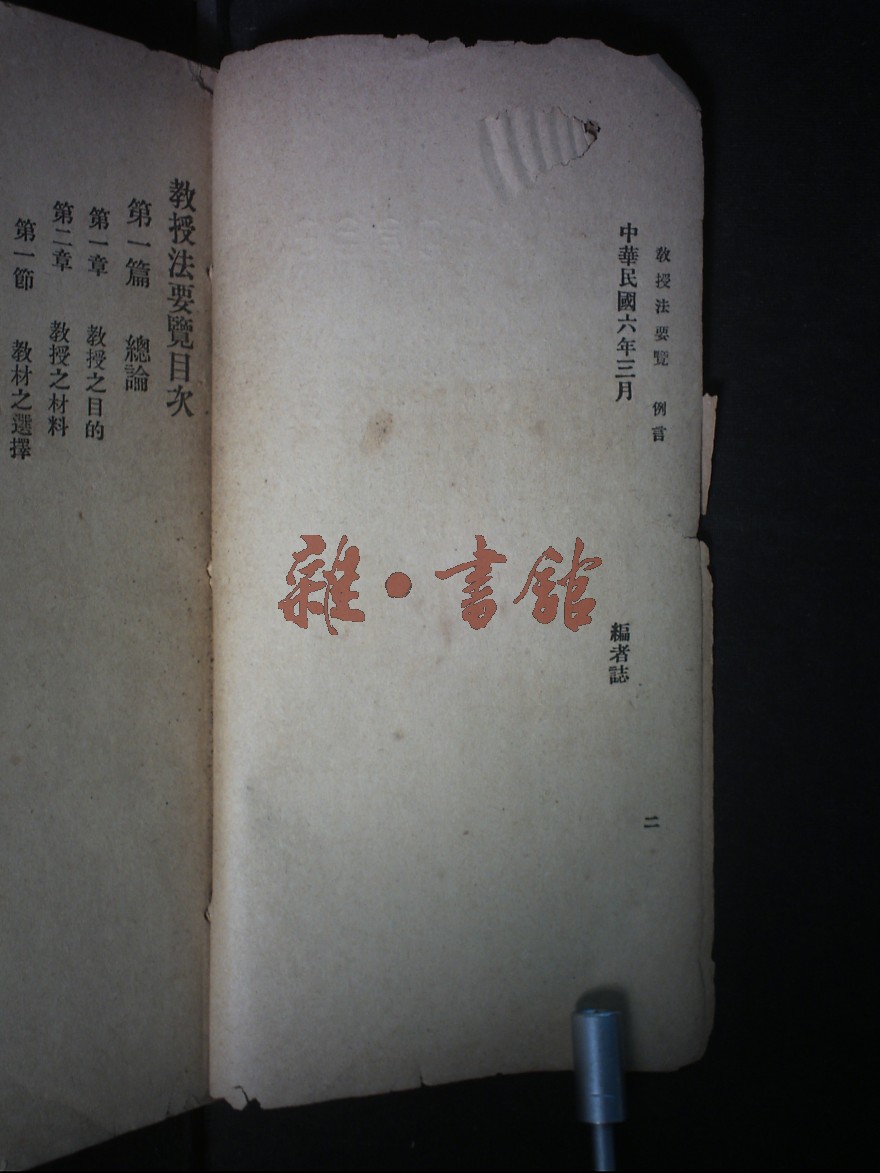 教授法要覽　例言
中華民國六年三月
編者誌
二
雜·書館
教授法要覽目次
第一篇　總論
第一章　教授之目的
第二章　教授之材料
第一節　教材之選擇